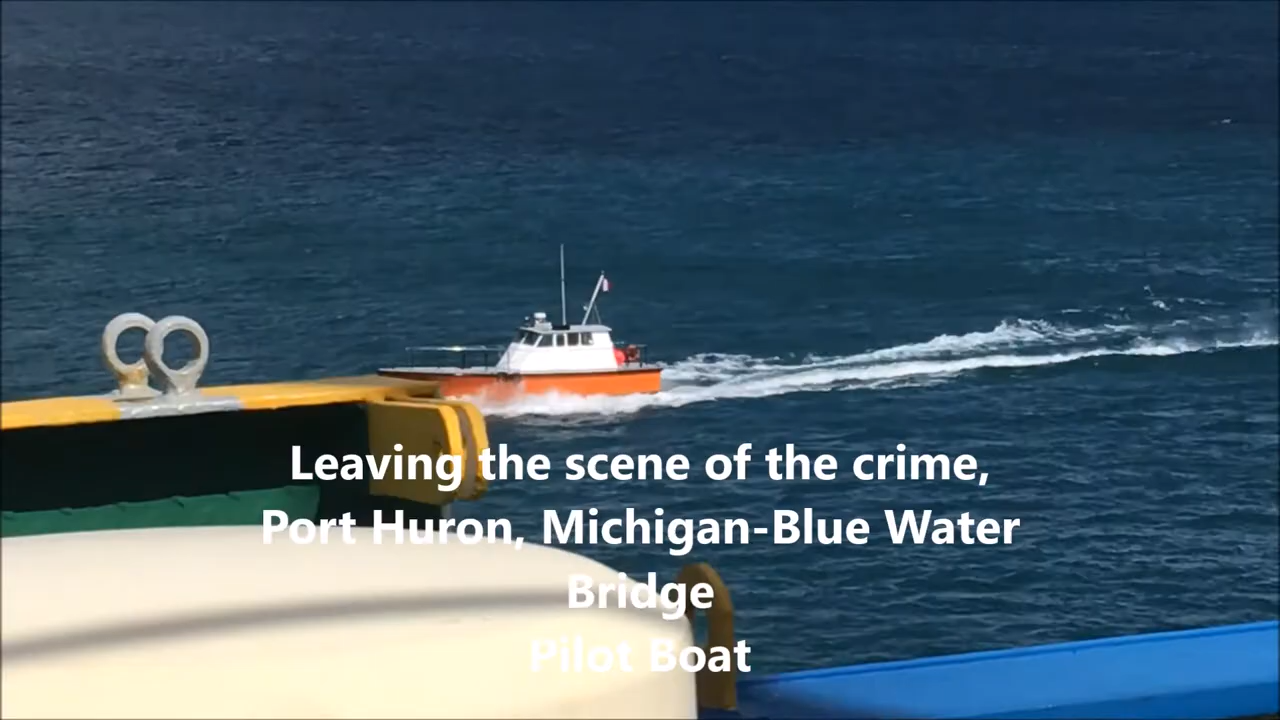 Leaving the scene of the crime,
Port Huron, Michigan-Blue Water
Bridge
Pilot Boat